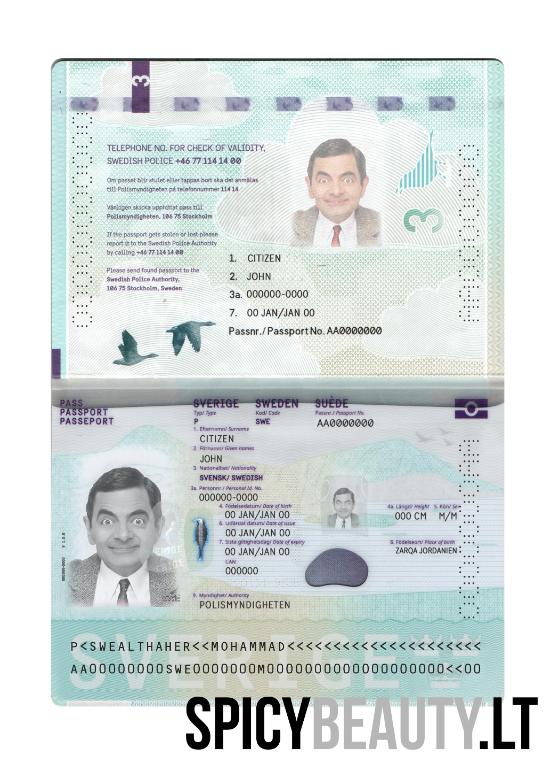 3
TELEPHONE NO. FOR CHECK OF VALIDITY,
SWEDISH POLICE +46 77 114 14 00
Om passet blir stulet eller tappas bort ska det anmälas
till Polismyndigheten på telefonnummer 114 14
Vänligen skicka upphittat pass till
Polismyndigheten, 106 75 Stockholm
If the passport gets stolen or lost please
report it to the Swedish Police Authority
by calling +46 77 114 14 00
Please send found passport to the
Swedish Police Authority,
106 75 Stockholm, Sweden
3
1. CITIZEN
2. JOHN
3a. 000000-0000
7. 00 JAN/JAN 00
Passnr./Passport No. AA0000000
PASS
PASSPORT
PASSEPORT
SVERIGE SWEDEN SUÈDE
Typ/ Type Kod/ Code Passnr./ Passport No.
P SWE AA0000000
1. Efternamn/ Surname
CITIZEN
2. Förnamn/ Given names
JOHN
3. Nationalitet/ Nationality
SVENSK/ SWEDISH
3a. Personnr./ Personal Id. No.
000000-0000
4. Födelsedatum/ Date of birth 4a. Längd/ Height 5. Kön/ Sex
00 JAN/JAN 00 000 CM M/M
6. Utfärdat datum/ Date of issue
00 JAN/JAN 00
7. Sista giltighetsdag/ Date of expiry 8. Födelseort/ Place of birth
00 JAN/JAN 00 ZARQA JORDANIEN
CAN
000000
9. Myndighet/ Authority
POLISMYNDIGHETEN
SVERIGE
P<SWEALTHAHER<<MOHAMMAD<<<<<<<<<<<<<<<<<<<<<
AA00000000SWE0000000M00000000000000000000<<00
SPICYBEAUTY.LT